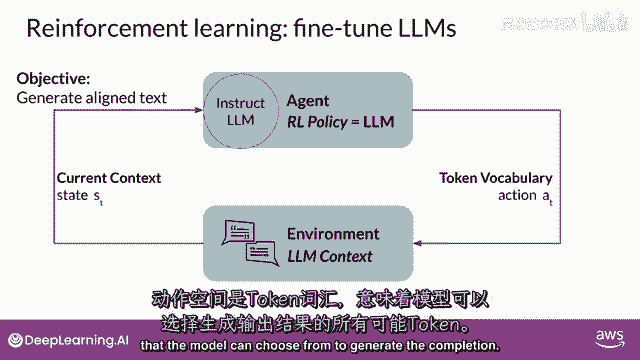 Reinforcement learning: fine-tune LLMs
Objective:
Generate aligned text
Instruct
LLM
Agent
RL Policy = LLM
Current Context
state st
Token Vocabulary
action at
Environment
LLM Context
动作空间是Token词汇，意味着模型可以
选择生成输出结果的所有可能Token。
that the model can choose from to generate the completion.
DeepLearning.AI
aws